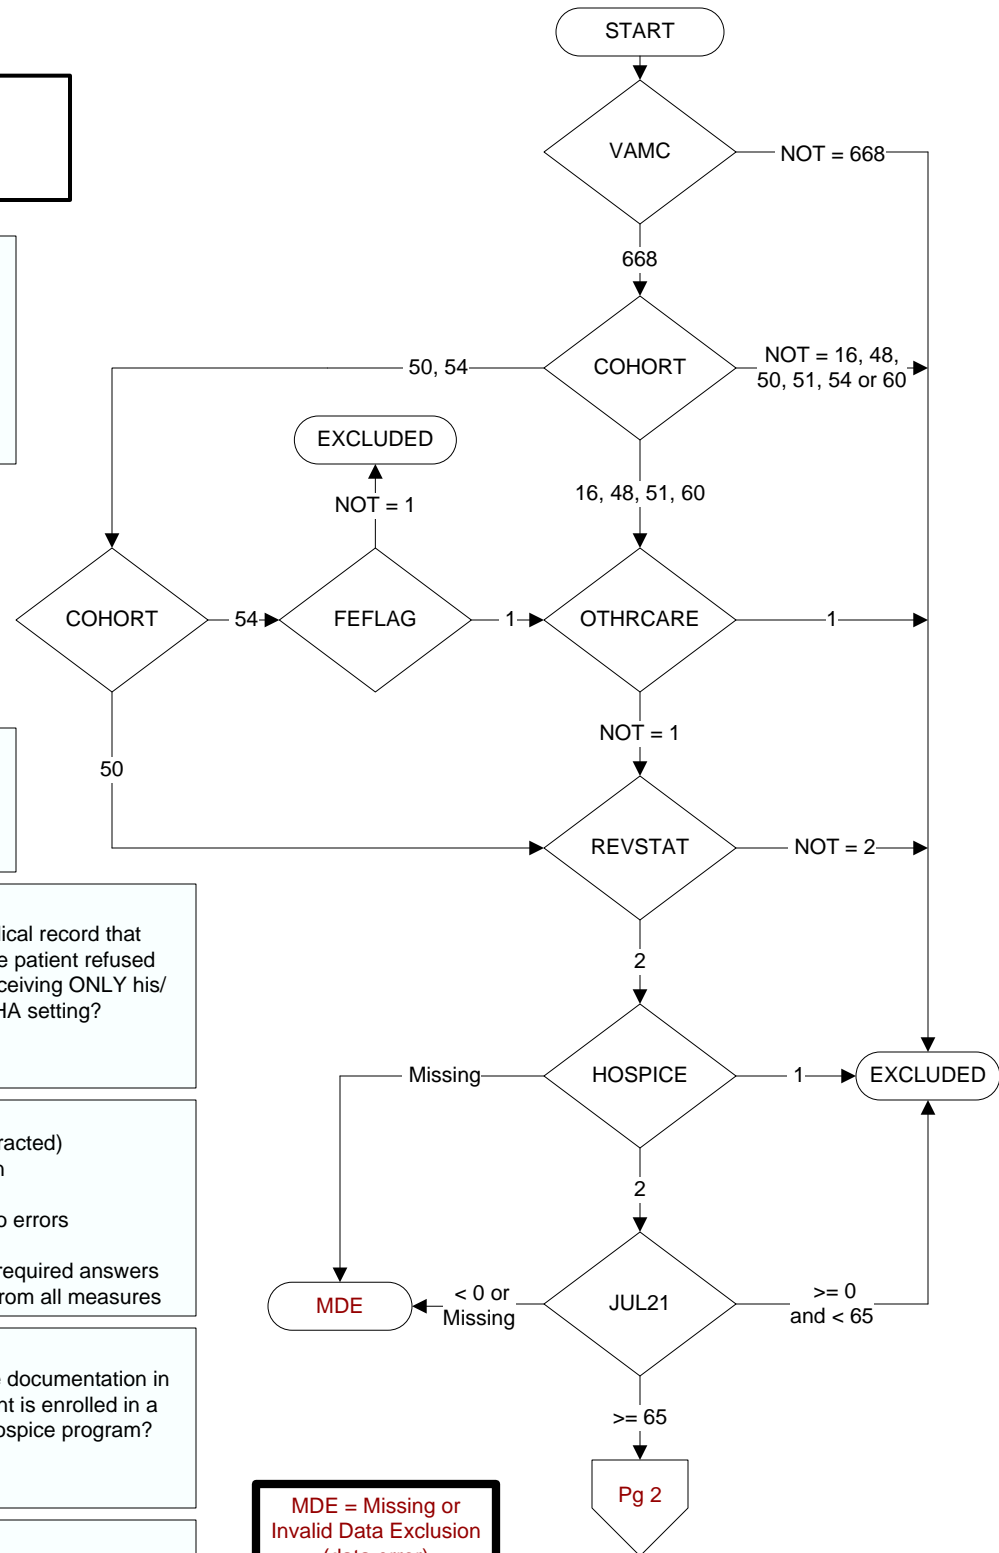 START
VAMC
NOT = 668
668
50, 54
COHORT
NOT = 16, 48,
50, 51, 54 or 60
EXCLUDED
NOT = 1
16, 48, 51, 60
COHORT
54
FEFLAG
1
OTHRCARE
1
NOT = 1
50
REVSTAT
NOT = 2
dical record that
e patient refused
ceiving ONLY his/
HA setting?
2
Missing
HOSPICE
1
EXCLUDED
racted)
n
o errors
required answers
rom all measures
2
MDE
< 0 or
Missing
JUL21
>= 0
and < 65
e documentation in
nt is enrolled in a
ospice program?
>= 65
Pg 2
MDE = Missing or
Invalid Data Exclusion
(data error)